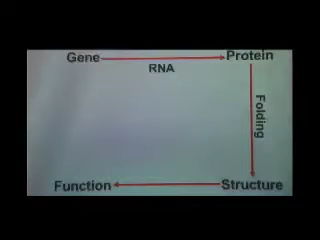 Gene
Protein
RNA
Folding
Function
Structure